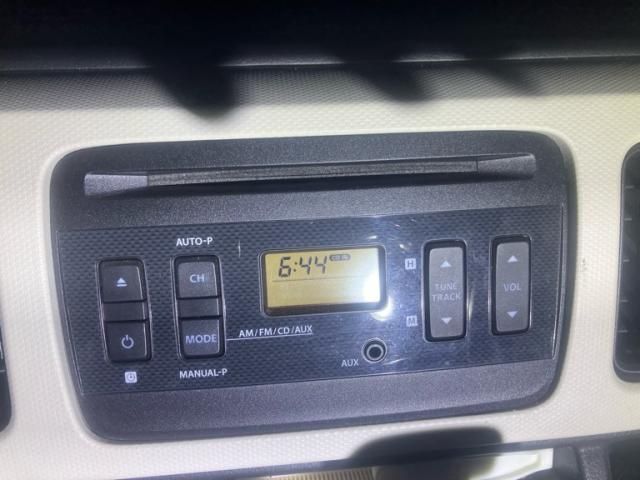 AUTO-P
CH
MODE
MANUAL-P
6:44
AM/FM/CD/AUX
AUX
H
M
TUNE
TRACK
VOL